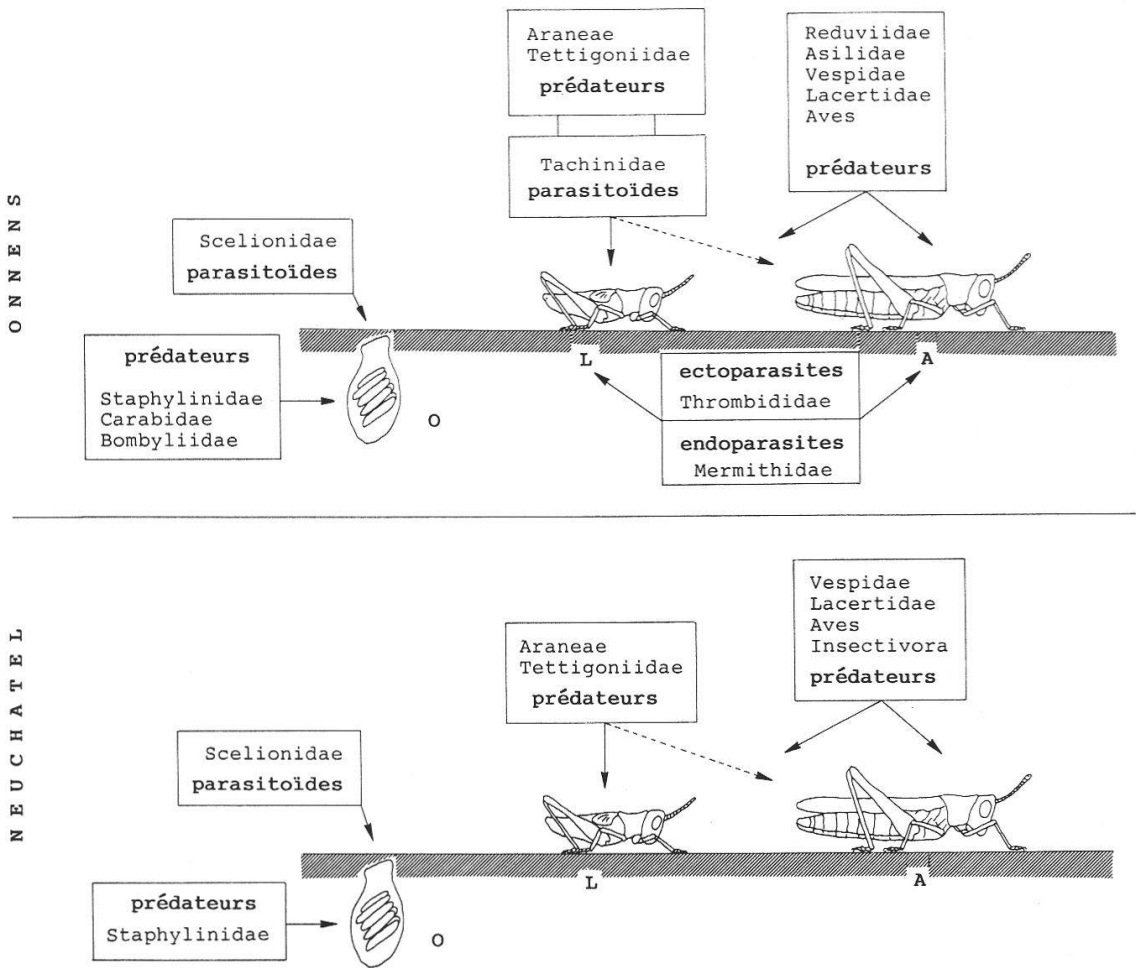 ONNENS
Araneae
Tettigoniidae
prédateurs
Tachinidae
parasitoïdes
Reduviidae
Asilidae
Vespidae
Lacertidae
Aves
prédateurs
Scelionidae
parasitoïdes
prédateurs
Staphylinidae
Carabidae
Bombyliidae
O
L
A
ectoparasites
Thrombididae
endoparasites
Mermithidae
NEUCHATEL
Araneae
Tettigoniidae
prédateurs
Vespidae
Lacertidae
Aves
Insectivora
prédateurs
Scelionidae
parasitoïdes
prédateurs
Staphylinidae
O
L
A